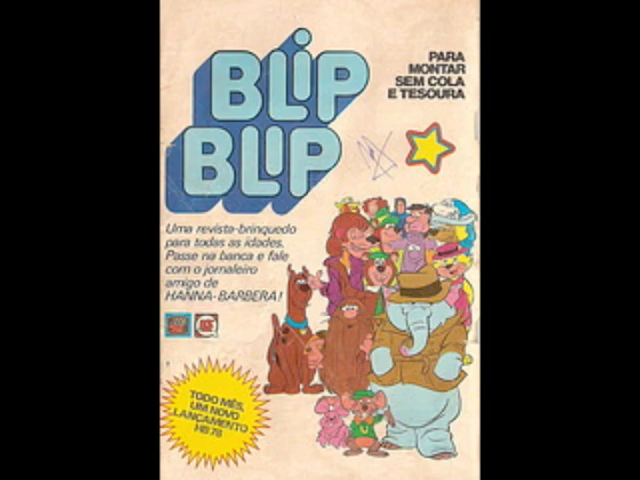 BLIP
BLIP
PARA
MONTAR
SEM COLA
E TESOURA
Uma revista-brinquedo
para todas as idades.
Passe na banca e fale
com o jornaleiro
amigo de
HANNA-BARBERA!
TODO MÊS,
UM NOVO
LANÇAMENTO
HB 78